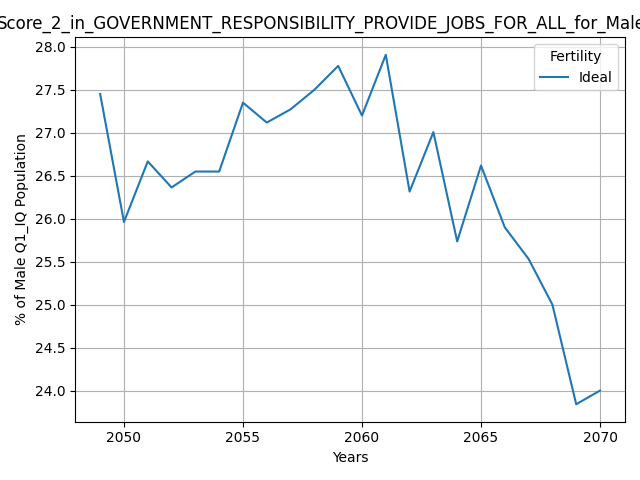 Score_2_in_GOVERNMENT_RESPONSIBILITY_PROVIDE_JOBS_FOR_ALL_for_Male
Fertility
Ideal
% of Male Q1_IQ Population
28.0
27.5
27.0
26.5
26.0
25.5
25.0
24.5
24.0
2050 2055 2060 2065 2070
Years